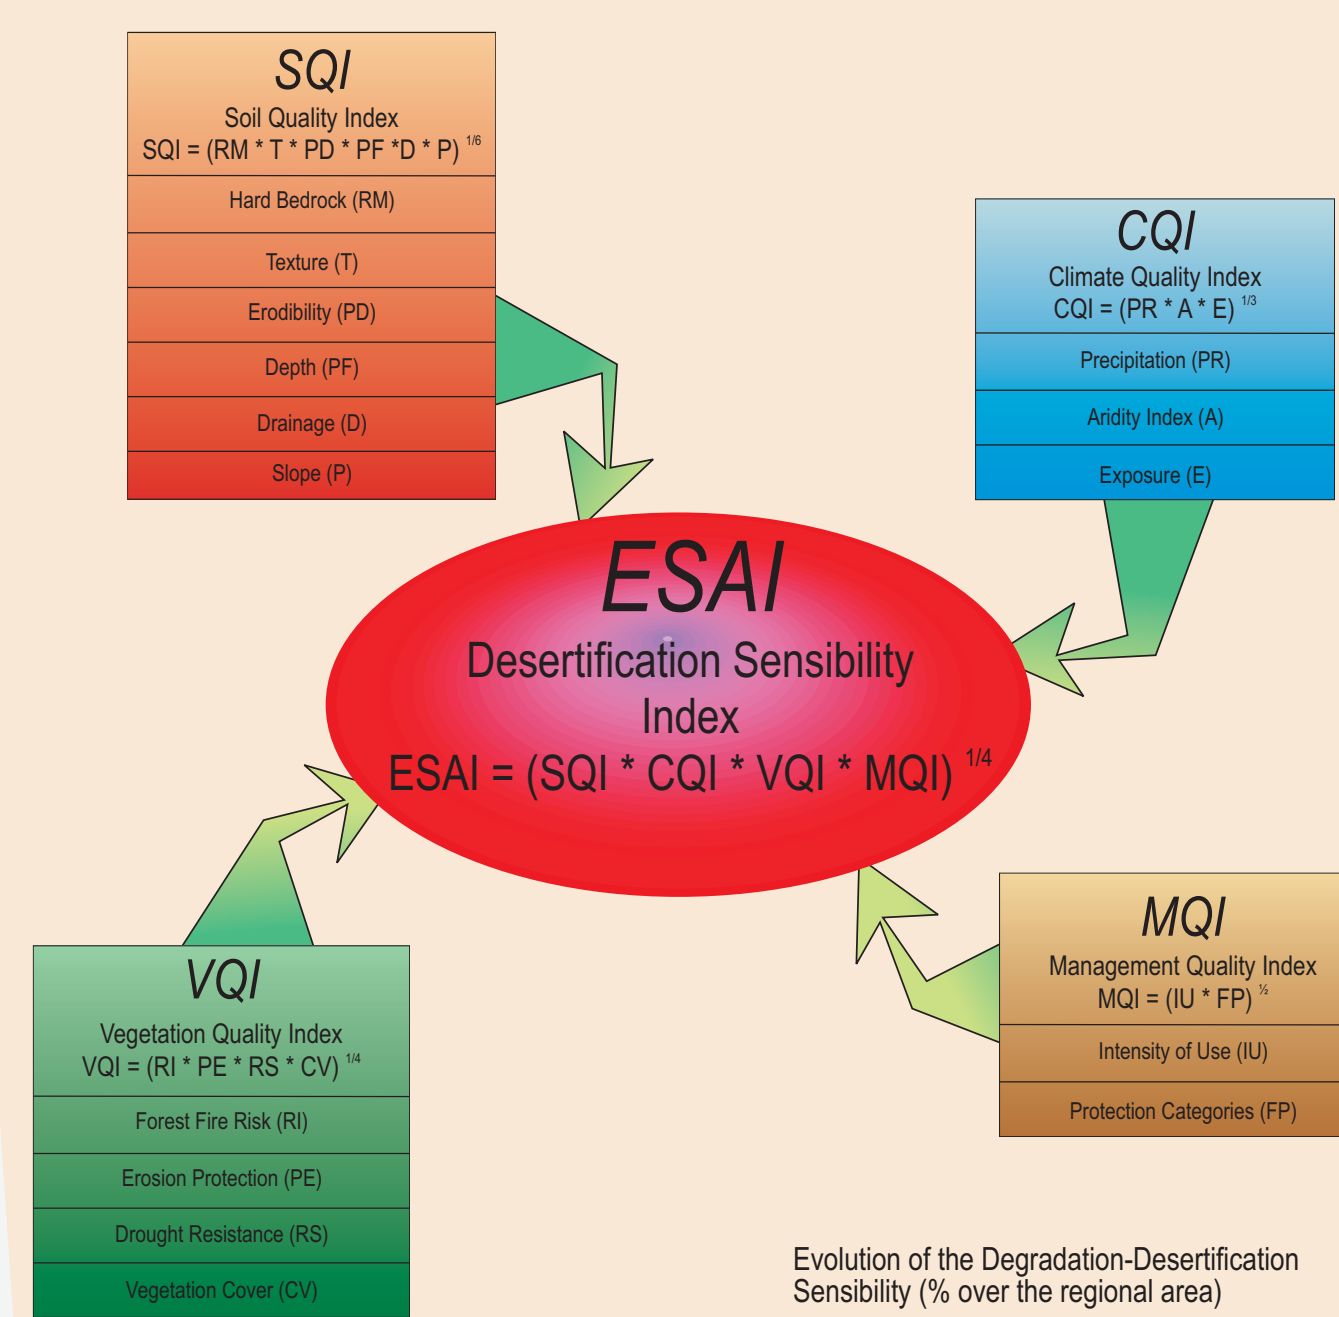 SQI
Soil Quality Index
SQI = (RM * T * PD * PF *D * P) 1/6
Hard Bedrock (RM)
Texture (T)
Erodibility (PD)
Depth (PF)
Drainage (D)
Slope (P)
CQI
Climate Quality Index
CQI = (PR * A * E) 1/3
Precipitation (PR)
Aridity Index (A)
Exposure (E)
ESAI
Desertification Sensibility
Index
ESAI = (SQI * CQI * VQI * MQI) 1/4
VQI
Vegetation Quality Index
VQI = (RI * PE * RS * CV) 1/4
Forest Fire Risk (RI)
Erosion Protection (PE)
Drought Resistance (RS)
Vegetation Cover (CV)
MQI
Management Quality Index
MQI = (IU * FP) ½
Intensity of Use (IU)
Protection Categories (FP)
Evolution of the Degradation-Desertification
Sensibility (% over the regional area)